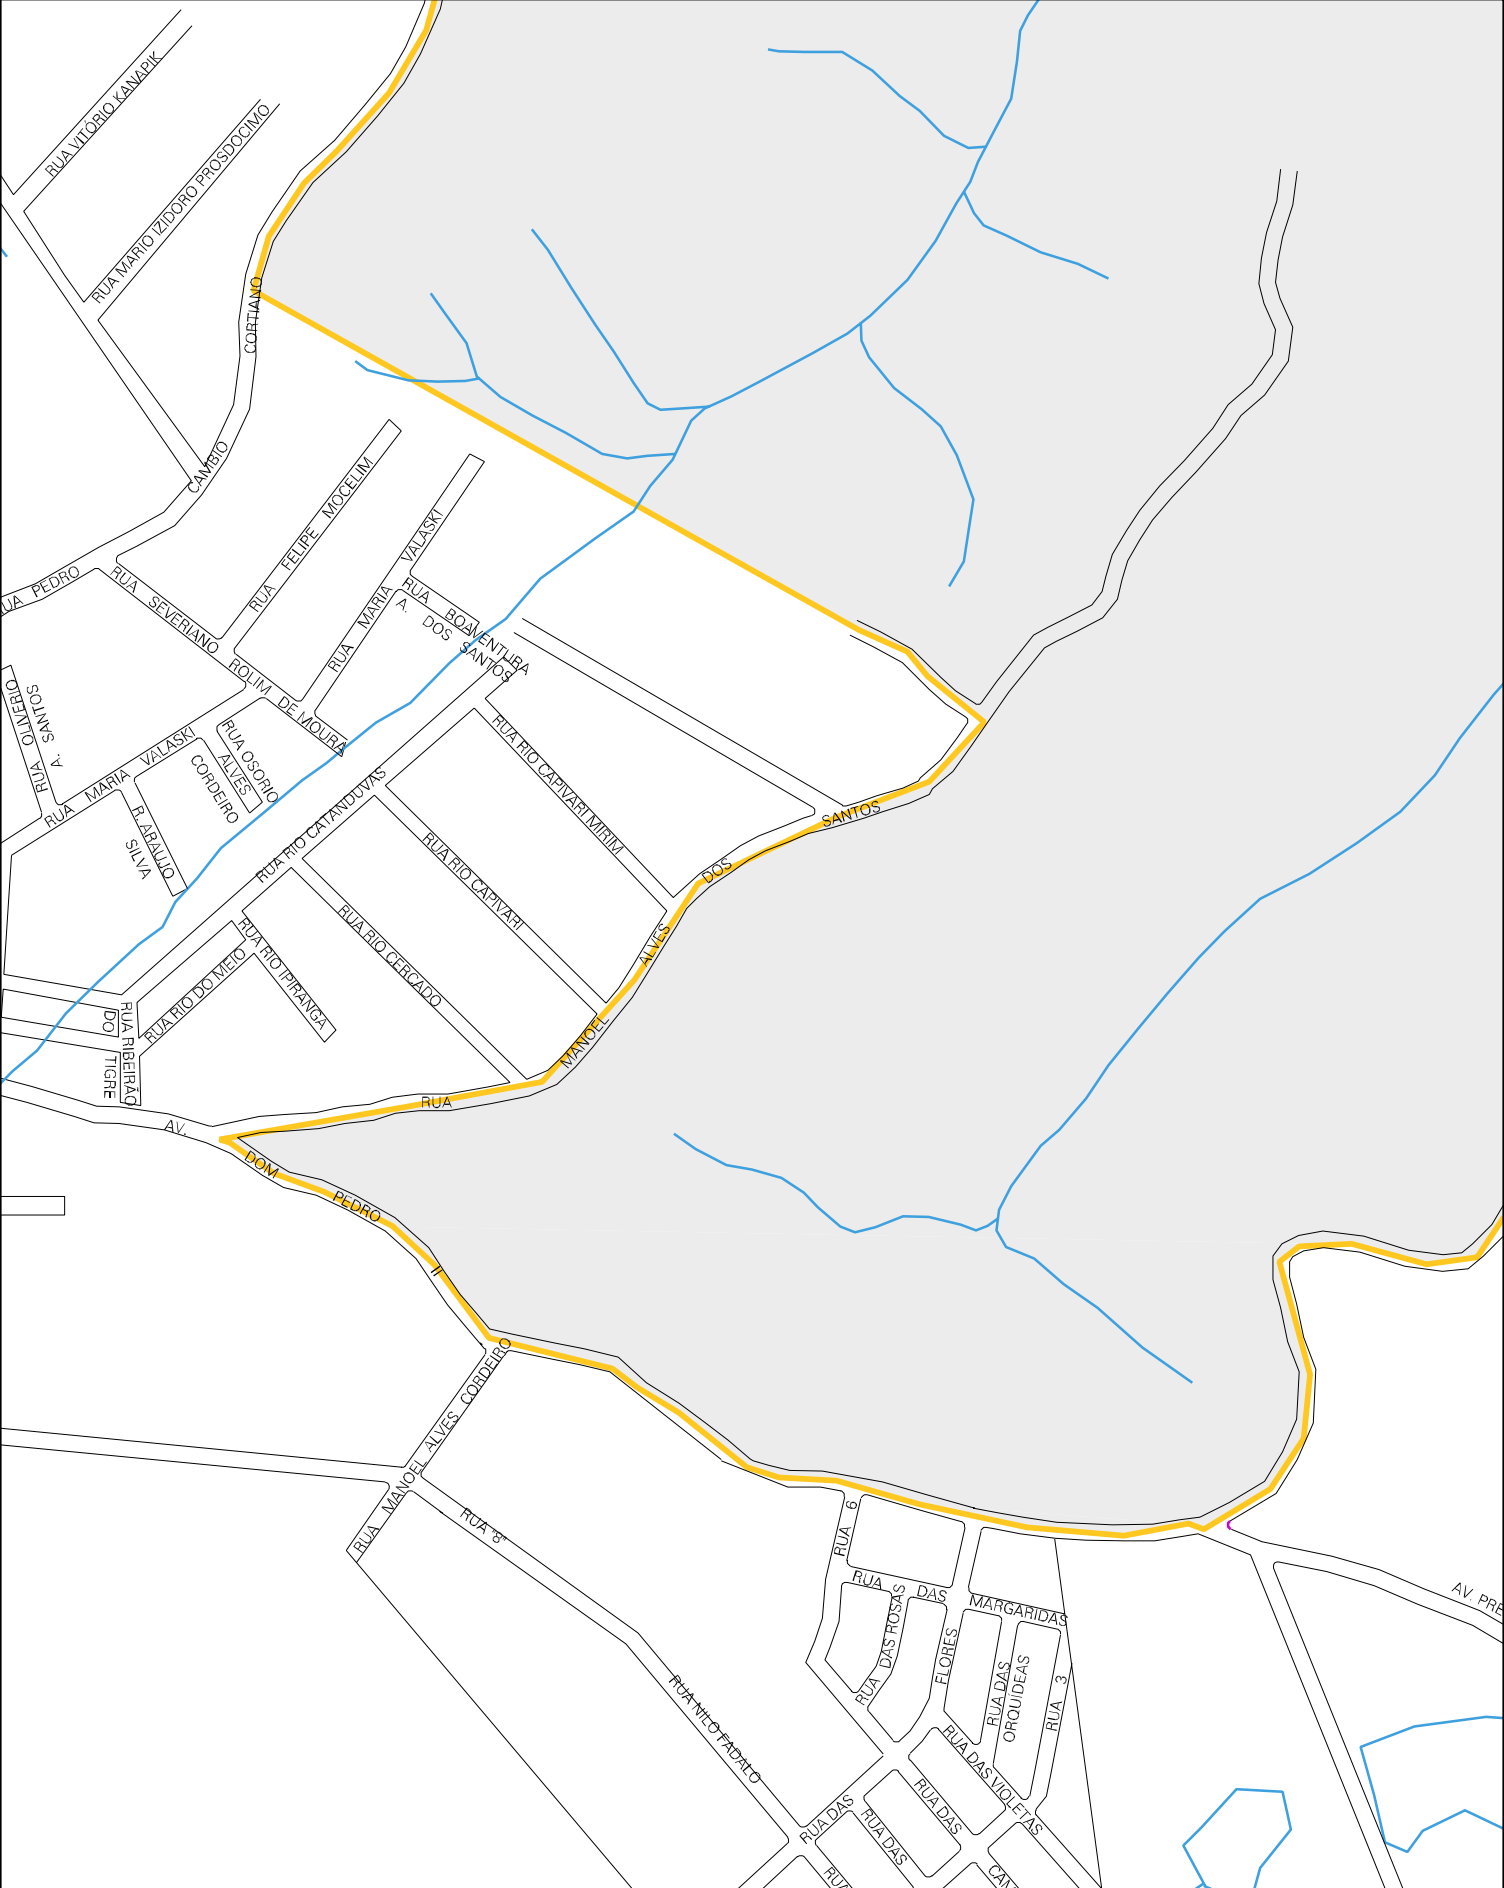 RUA VITÓRIO KANAPIK
RUA MARIO IZIDORO PROSDOCIMO
CORTIANO
CAMBIO
RUA FELIPE MOCELIM
RUA MARIA VALASKI
PEDRO
RUA SEVERIANO ROLIM DE MOURA
RUA BOAVENTURA
A. DOS SANTOS
RUA OLIVERIO
A. SANTOS
RUA MARIA VALASKI
RUA OSORIO
ALVES
CORDEIRO
R. ARAUJO
SILVA
RUA RIO CATANDUVAS
RUA RIO CAPIVARI MIRIM
RUA RIO CAPIVARI
RUA RIO CERCADO
RUA RIO IPIRANGA
RUA RIO DO MEIO
RUA RIBEIRÃO
DO TIGRE
RUA MANOEL ALVES DOS SANTOS
AV. DOM PEDRO II
RUA MANOEL ALVES CORDEIRO
RUA "8"
RUA NILO FADALO
RUA 6
RUA DAS MARGARIDAS
RUA DAS ROSAS
FLORES
RUA DAS
ORQUÍDEAS
RUA 3
RUA DAS VIOLETAS
RUA DAS
RUA DAS
RUA DAS
RUA
AV. PRE